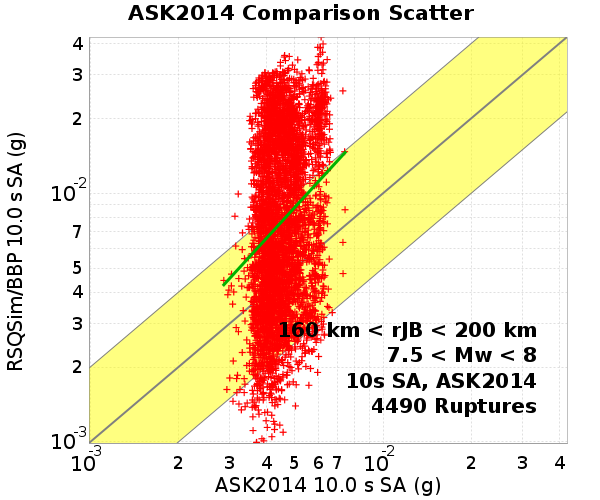 ASK2014 Comparison Scatter
4
3
2
10-2
7
5
4
3
2
10-3
RSQSim/BBP 10.0 s SA (g)
160 km < rJB < 200 km
7.5 < Mw < 8
10s SA, ASK2014
4490 Ruptures
10-3 2 3 4 5 6 7 10-2 2 3 4
ASK2014 10.0 s SA (g)